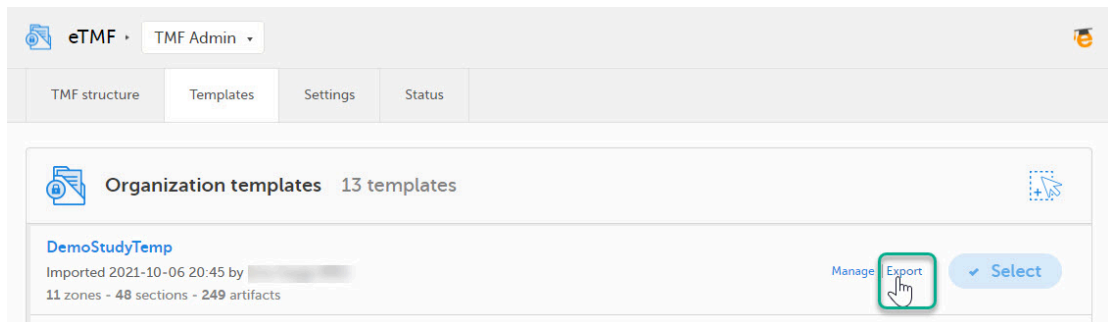 eTMF ‣ TMF Admin ▾
TMF structure Templates Settings Status
Organization templates 13 templates
DemoStudyTemp
Imported 2021-10-06 20:45 by
Manage Export ✓ Select
11 zones - 48 sections - 249 artifacts